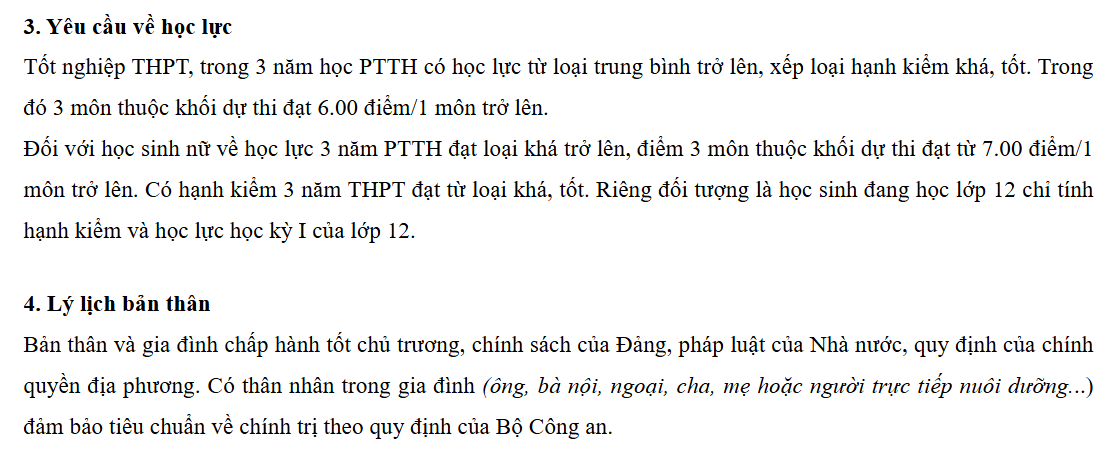 3. Yêu cầu về học lực
Tốt nghiệp THPT, trong 3 năm học PTTH có học lực từ loại trung bình trở lên, xếp loại hạnh kiểm khá, tốt. Trong
đó 3 môn thuộc khối dự thi đạt 6.00 điểm/1 môn trở lên.
Đối với học sinh nữ về học lực 3 năm PTTH đạt loại khá trở lên, điểm 3 môn thuộc khối dự thi đạt từ 7.00 điểm/1
môn trở lên. Có hạnh kiểm 3 năm THPT đạt từ loại khá, tốt. Riêng đối tượng là học sinh đang học lớp 12 chỉ tính
hạnh kiểm và học lực học kỳ I của lớp 12.
4. Lý lịch bản thân
Bản thân và gia đình chấp hành tốt chủ trương, chính sách của Đảng, pháp luật của Nhà nước, quy định của chính
quyền địa phương. Có thân nhân trong gia đình (ông, bà nội, ngoại, cha, mẹ hoặc người trực tiếp nuôi dưỡng...)
đảm bảo tiêu chuẩn về chính trị theo quy định của Bộ Công an.